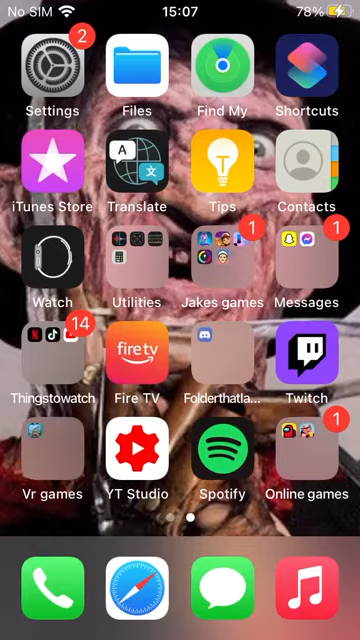 No SIM 15:07 78%
2
Settings Files Find My Shortcuts
A 文
iTunes Store Translate Tips Contacts
1 1
Watch Utilities Jakes games Messages
14
fire tv
Thingstowatch Fire TV Folderthatla... Twitch
1
Vr games YT Studio Spotify Online games